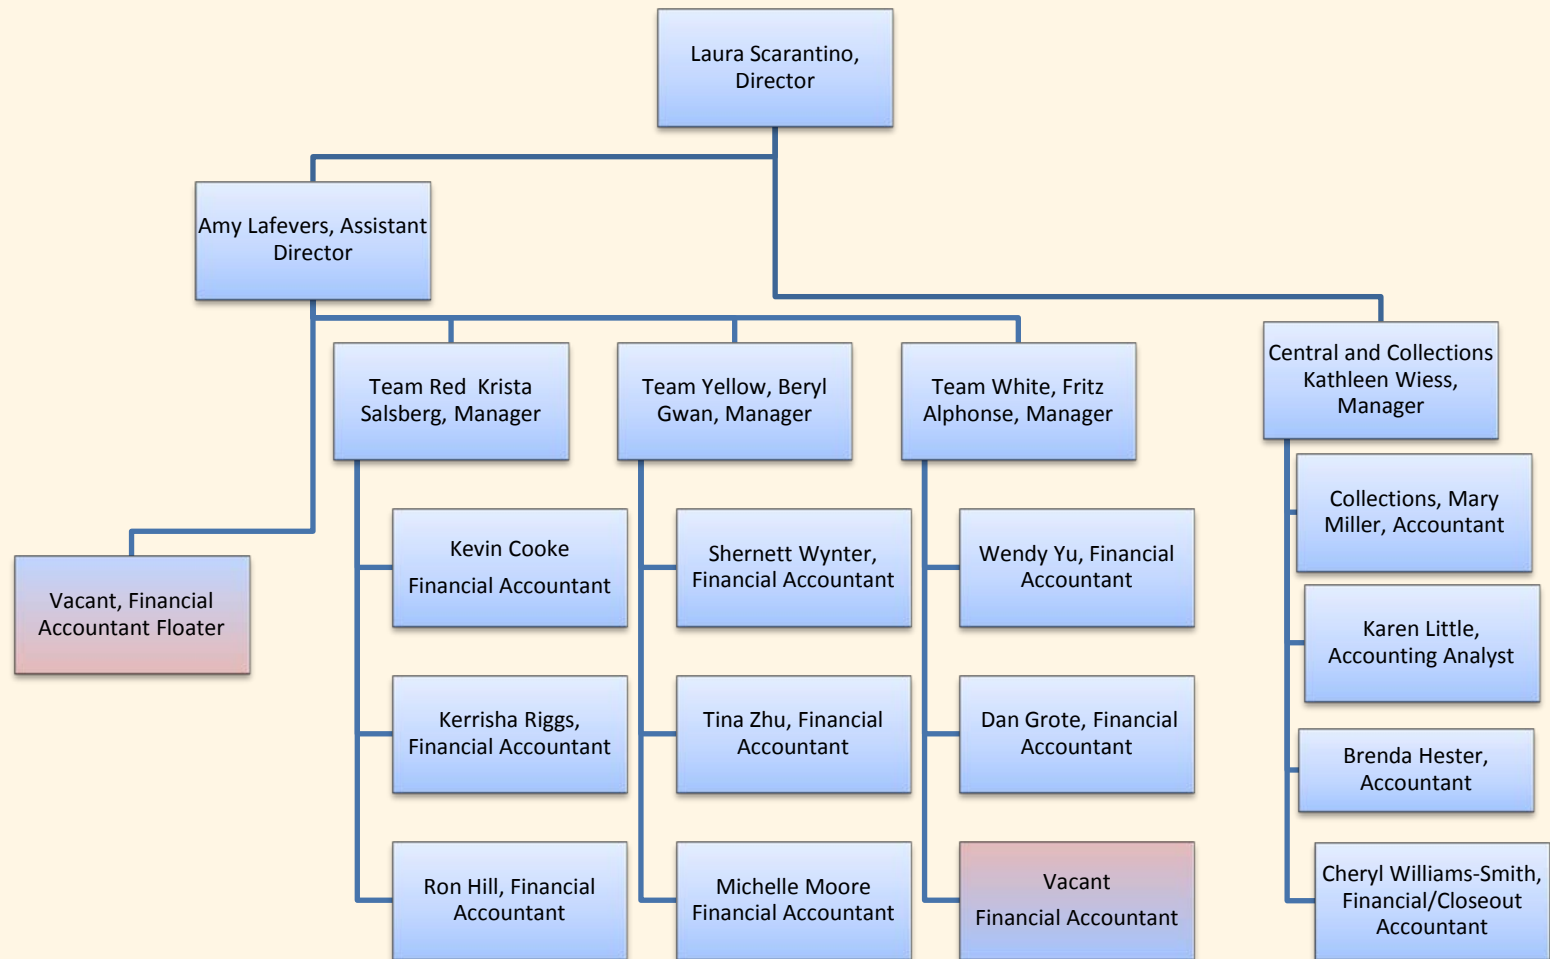 Laura Scarantino,
Director
Amy Lafevers, Assistant
Director
Team Red  Krista
Salsberg, Manager
Team Yellow, Beryl
Gwan, Manager
Team White, Fritz
Alphonse, Manager
Central and Collections
Kathleen Wiess,
Manager
Vacant, Financial
Accountant Floater
Kevin Cooke
Financial Accountant
Kerrisha Riggs,
Financial Accountant
Ron Hill, Financial
Accountant
Shernett Wynter,
Financial Accountant
Tina Zhu, Financial
Accountant
Michelle Moore
Financial Accountant
Wendy Yu, Financial
Accountant
Dan Grote, Financial
Accountant
Vacant
Financial Accountant
Collections, Mary
Miller, Accountant
Karen Little,
Accounting Analyst
Brenda Hester,
Accountant
Cheryl Williams-Smith,
Financial/Closeout
Accountant